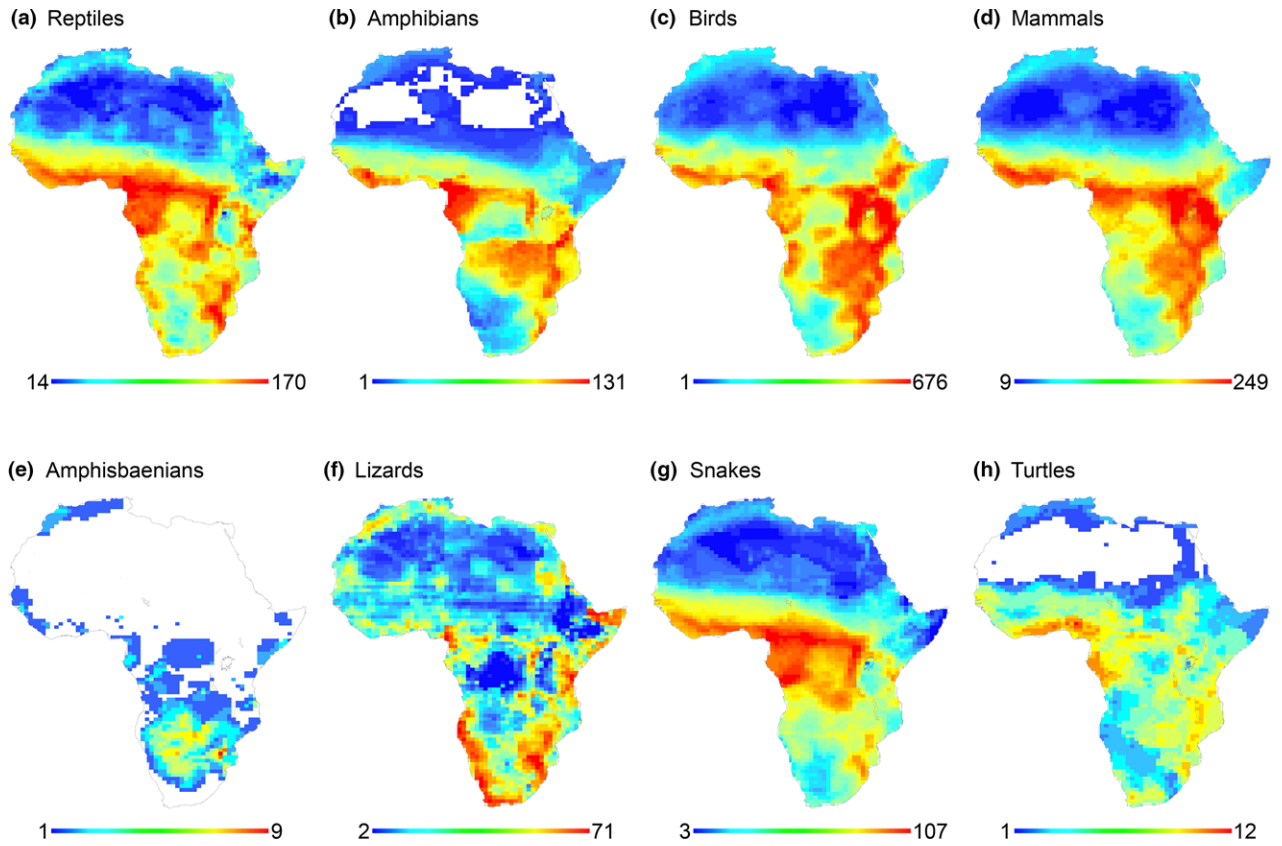 (a) Reptiles
(b) Amphibians
(c) Birds
(d) Mammals
14 170
1 131
1 676
9 249
(e) Amphisbaenians
(f) Lizards
(g) Snakes
(h) Turtles
1 9
2 71
3 107
1 12